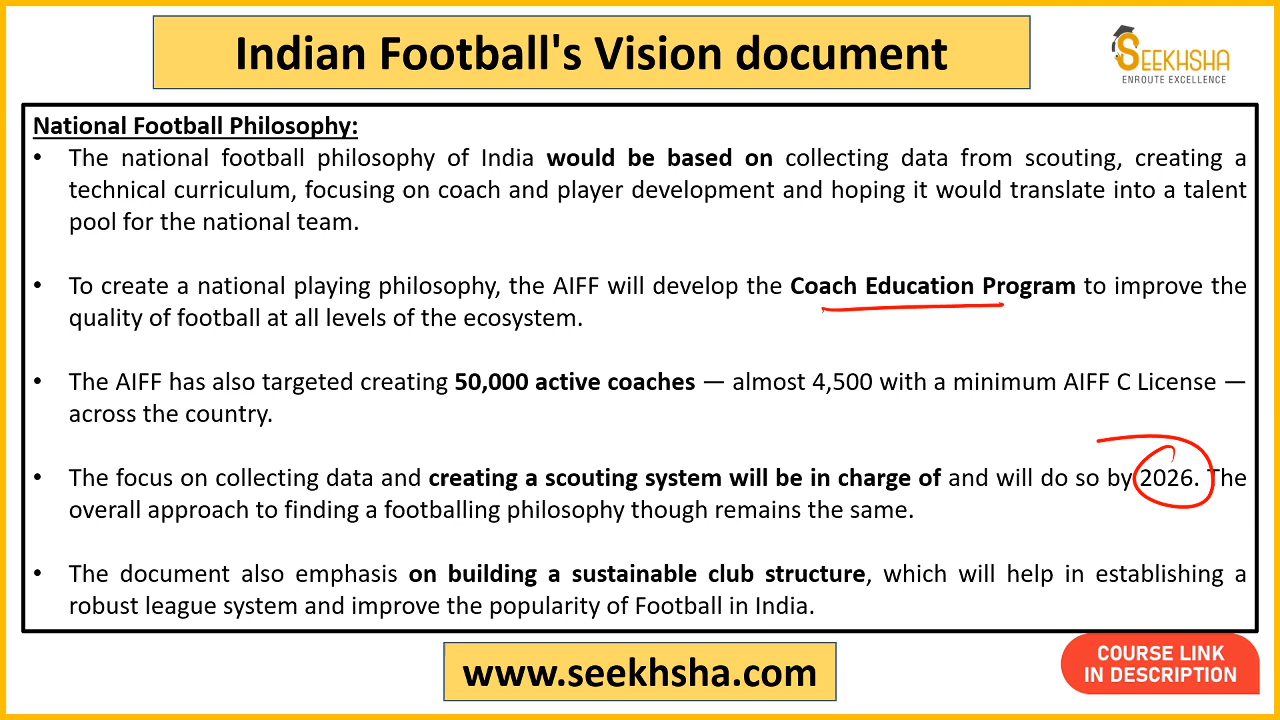 Indian Football's Vision document
SEEKHSHA
ENROUTE EXCELLENCE
National Football Philosophy:
• The national football philosophy of India would be based on collecting data from scouting, creating a
technical curriculum, focusing on coach and player development and hoping it would translate into a talent
pool for the national team.
• To create a national playing philosophy, the AIFF will develop the Coach Education Program to improve the
quality of football at all levels of the ecosystem.
• The AIFF has also targeted creating 50,000 active coaches — almost 4,500 with a minimum AIFF C License —
across the country.
• The focus on collecting data and creating a scouting system will be in charge of and will do so by 2026. The
overall approach to finding a footballing philosophy though remains the same.
• The document also emphasis on building a sustainable club structure, which will help in establishing a
robust league system and improve the popularity of Football in India.
www.seekhsha.com
COURSE LINK
IN DESCRIPTION